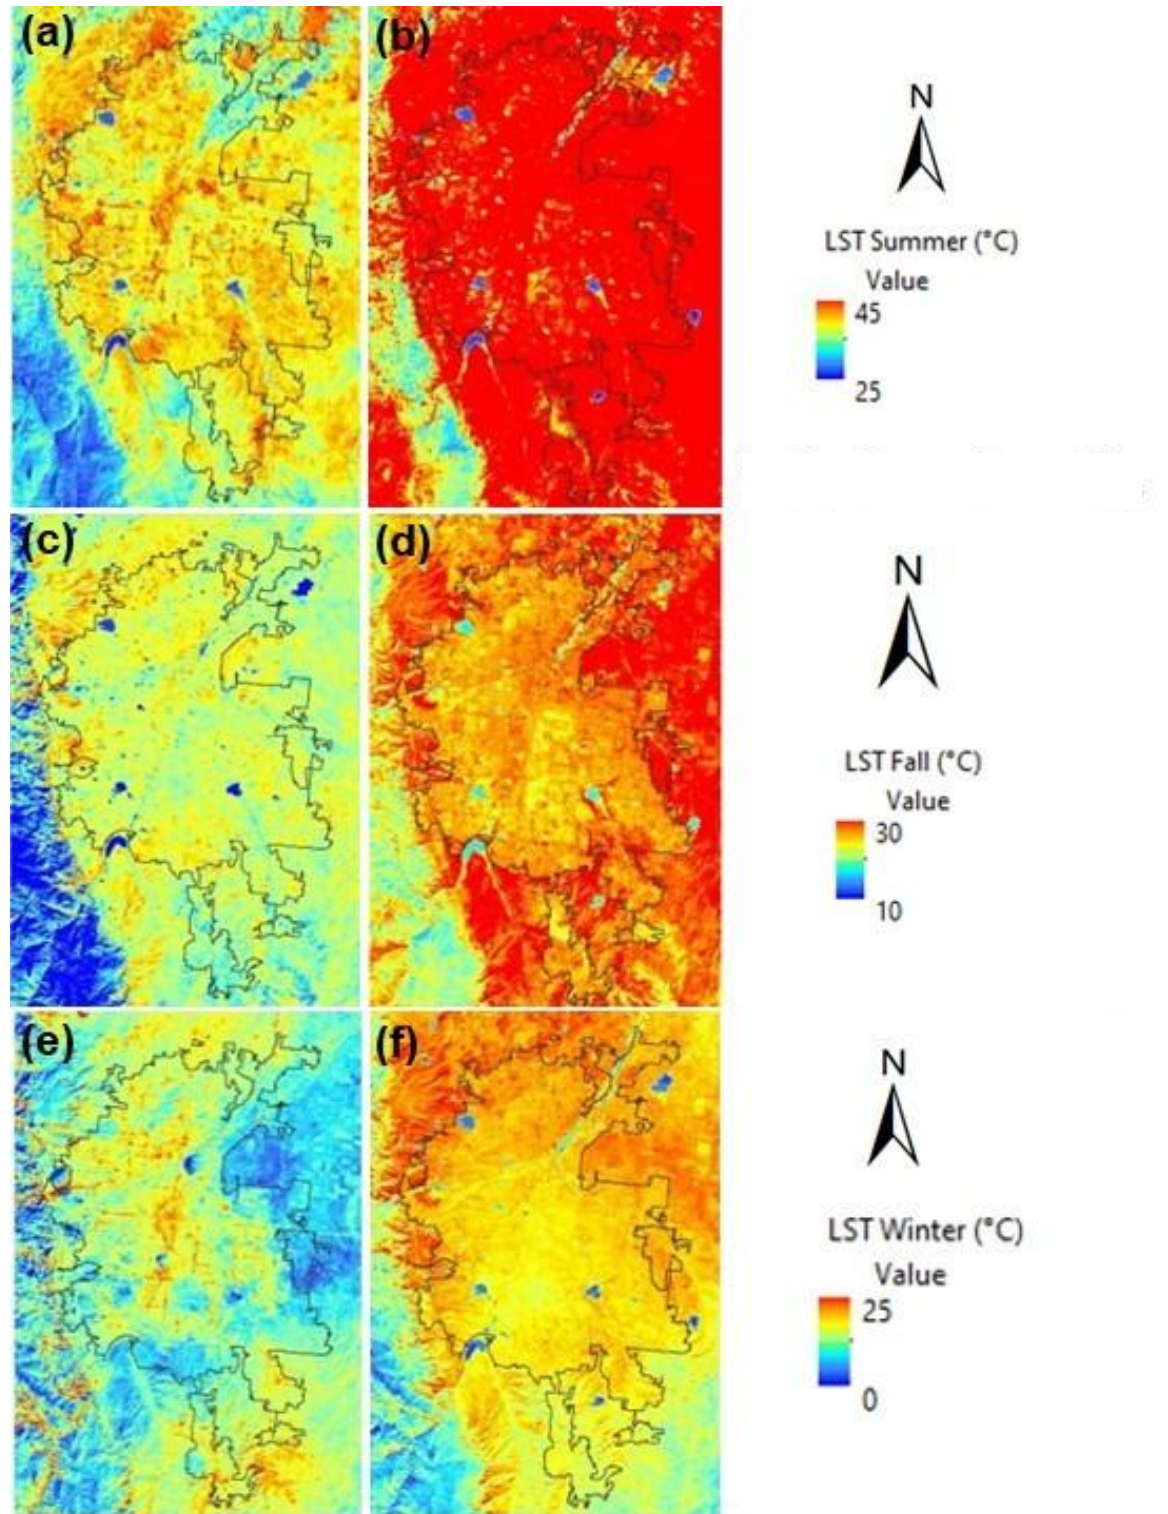 (a)
(b)
N
LST Summer (°C)
Value
45
25
(c)
(d)
N
LST Fall (°C)
Value
30
10
(e)
(f)
N
LST Winter (°C)
Value
25
0